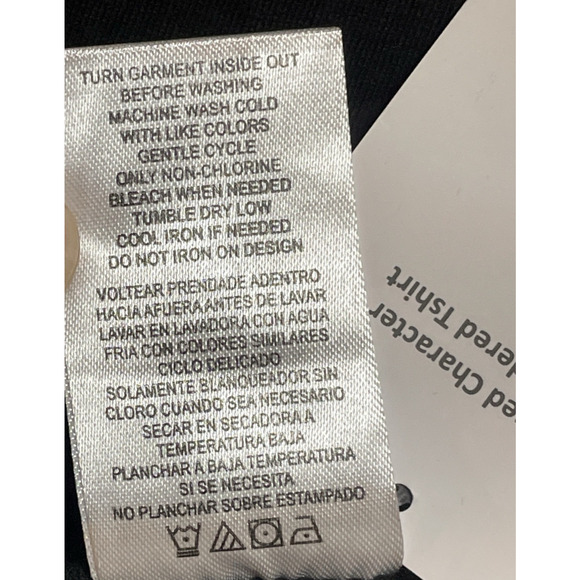 TURN GARMENT INSIDE OUT
BEFORE WASHING
MACHINE WASH COLD
WITH LIKE COLORS
GENTLE CYCLE
ONLY NON-CHLORINE
BLEACH WHEN NEEDED
TUMBLE DRY LOW
COOL IRON IF NEEDED
DO NOT IRON ON DESIGN
VOLTEAR PRENDADE ADENTRO
HACIA AFUERA ANTES DE LAVAR
LAVAR EN LAVADORA CON AGUA
FRIA CON COLORES SIMILARES
CICLO DELICADO
SOLAMENTE BLANQUEADOR SIN
CLORO CUANDO SEA NECESARIO
SECAR EN SECADORA A
TEMPERATURA BAJA
PLANCHAR A BAJA TEMPERATURA
SI SE NECESITA
NO PLANCHAR SOBRE ESTAMPADO
Character
Tshirt